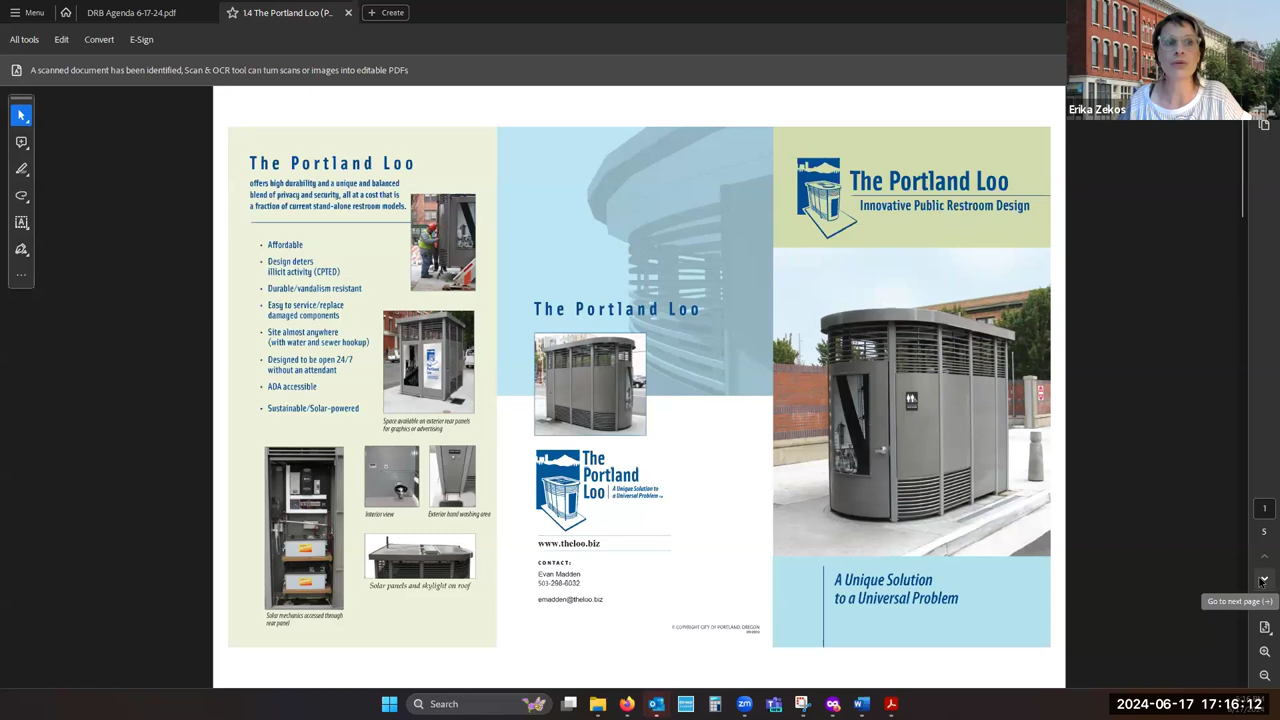 Menu
DRB Agenda 6-17-24.pdf
1.4 The Portland Loo (P...
Create
All tools
Edit
Convert
E-Sign
A scanned document has been identified, Scan & OCR tool can turn scans or images into editable PDFs
Erika Zekos
The Portland Loo
offers high durability and a unique and balanced
blend of privacy and security, all at a cost that is
a fraction of current stand-alone restroom models.
• Affordable
• Design deters
illicit activity (CPTED)
• Durable/vandalism resistant
• Easy to service/replace
damaged components
• Site almost anywhere
(with water and sewer hookup)
• Designed to be open 24/7
without an attendant
• ADA accessible
• Sustainable/Solar-powered
Space available on exterior rear panels
for graphics or advertising
Interior view
Exterior hand washing area
Solar panels and skylight on roof
Solar mechanics accessed through
rear panel
The Portland Loo
The
Portland
Loo
A Unique Solution to
a Universal Problem
www.theloo.biz
CONTACT:
Evan Madden
503-298-6032
emadden@theloo.biz
© COPYRIGHT CITY OF PORTLAND, OREGON
The Portland Loo
Innovative Public Restroom Design
A Unique Solution
to a Universal Problem
1
Go to next page (→)
Search
2024-06-17 17:16:12